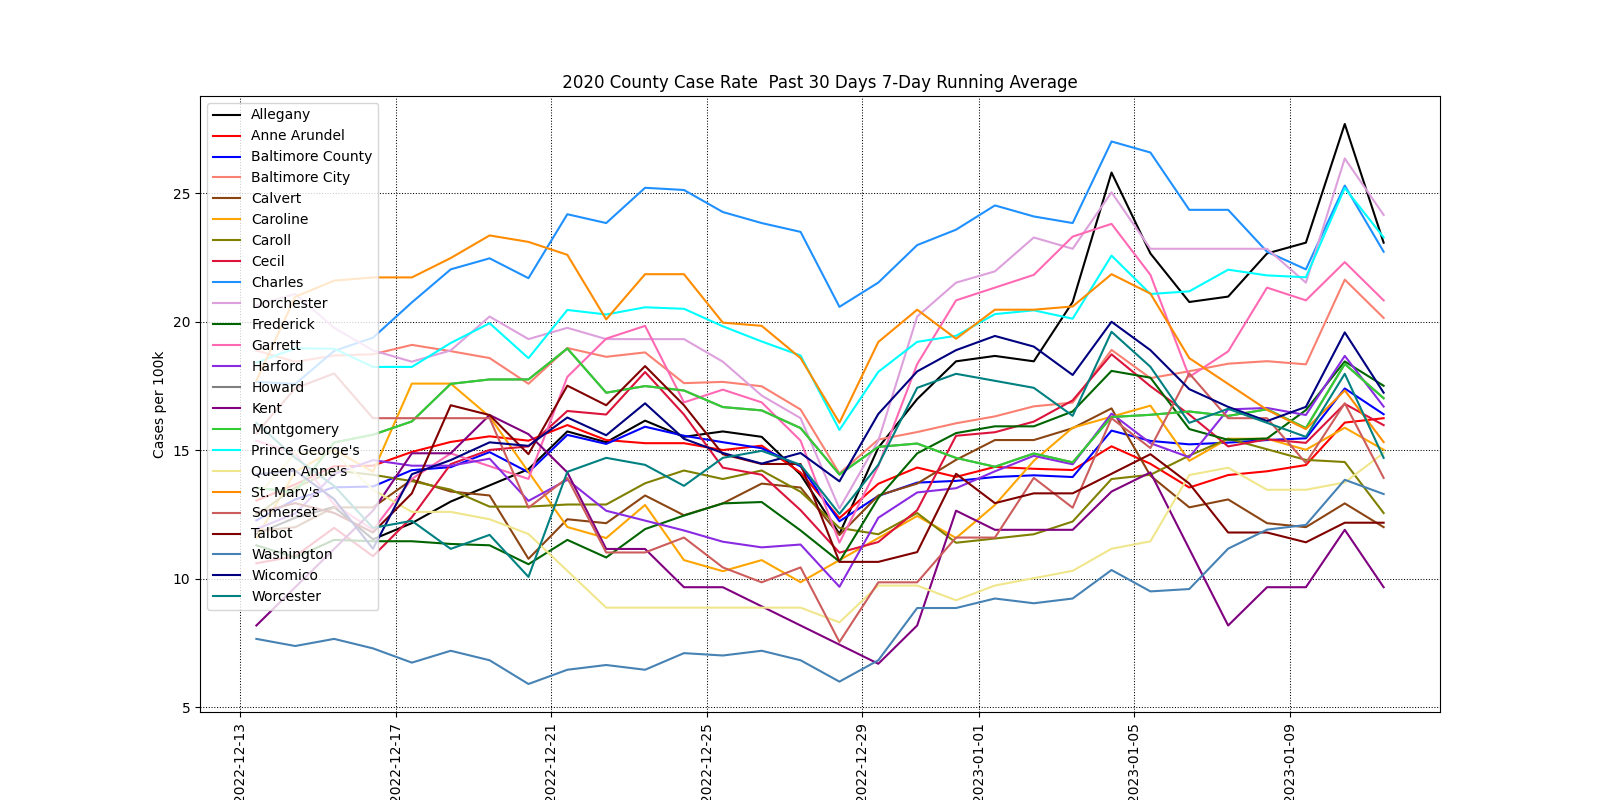 2020 County Case Rate  Past 30 Days 7-Day Running Average
Cases per 100k
25
20
15
10
5
Allegany
Anne Arundel
Baltimore County
Baltimore City
Calvert
Caroline
Caroll
Cecil
Charles
Dorchester
Frederick
Garrett
Harford
Howard
Kent
Montgomery
Prince George's
Queen Anne's
St. Mary's
Somerset
Talbot
Washington
Wicomico
Worcester
2022-12-13
2022-12-17
2022-12-21
2022-12-25
2022-12-29
2023-01-01
2023-01-05
2023-01-09